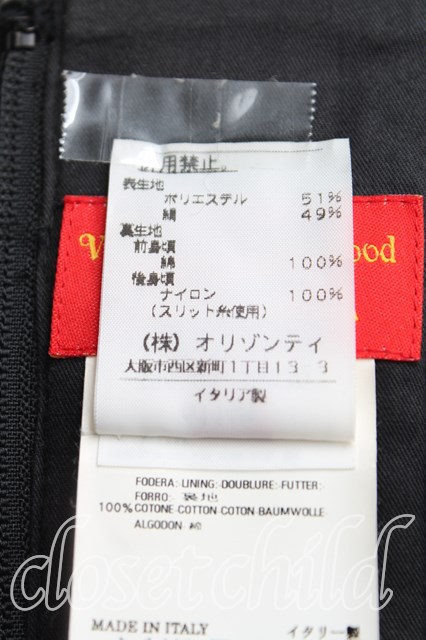 用禁止。
表生地
ポリエステル 51%
絹 49%
裏生地
前身頃
綿 100%
後身頃
ナイロン 100%
(スリット糸使用)
(株) オリゾンティ
大阪市西区新町1丁目13 3
イタリア製
FODERA·LINING·DOUBLURE·FUTTER·
FORRO:
100% COTONE·COTTON·COTON·BAUMWOLLE·
ALGODON·
closetchild
MADE IN ITALY
イタリー製